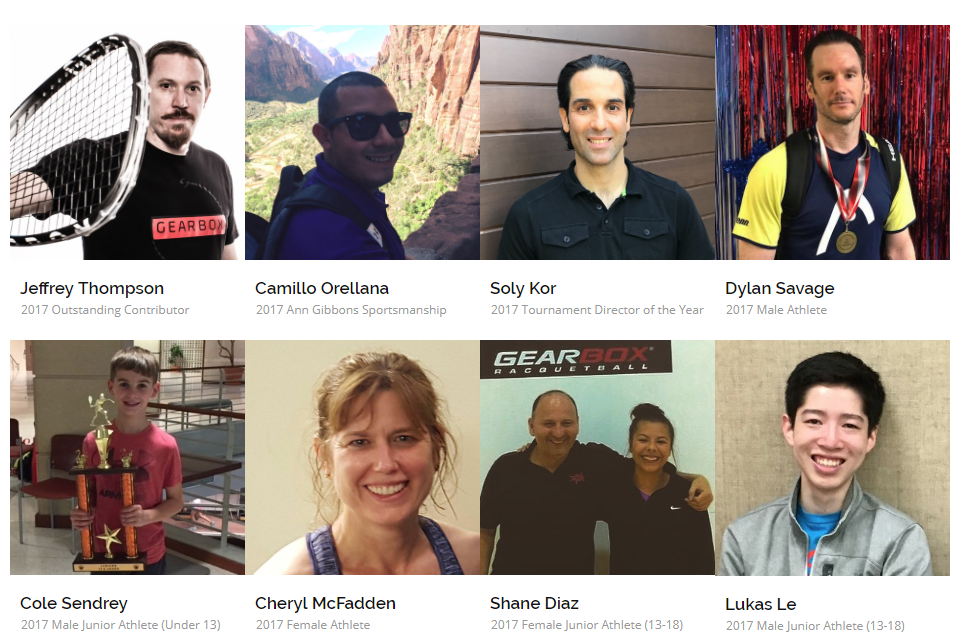 GEARBOX
Jeffrey Thompson
2017 Outstanding Contributor
Camillo Orellana
2017 Ann Gibbons Sportsmanship
Soly Kor
2017 Tournament Director of the Year
Dylan Savage
2017 Male Athlete
GEARBOX
RACQUETBALL
Cole Sendrey
2017 Male Junior Athlete (Under 13)
Cheryl McFadden
2017 Female Athlete
Shane Diaz
2017 Female Junior Athlete (13-18)
Lukas Le
2017 Male Junior Athlete (13-18)